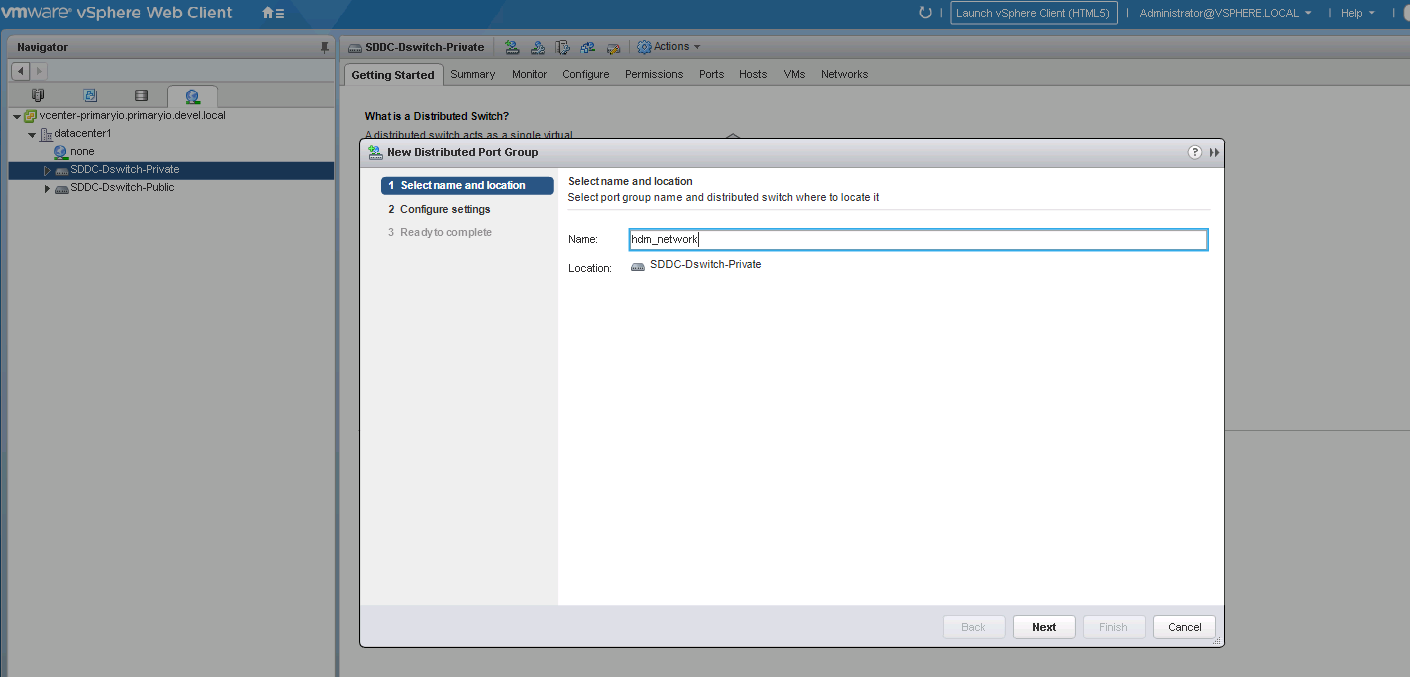 vmware® vSphere Web Client
Launch vSphere Client (HTML5)
Administrator@VSPHERE.LOCAL
Help
Navigator
SDDC-Dswitch-Private
Actions
Getting Started Summary Monitor Configure Permissions Ports Hosts VMs Networks
vcenter-primaryio.primaryio.devel.local
datacenter1
none
SDDC-Dswitch-Private
SDDC-Dswitch-Public
What is a Distributed Switch?
A distributed switch acts as a single virtual
New Distributed Port Group
?
1 Select name and location
2 Configure settings
3 Ready to complete
Select name and location
Select port group name and distributed switch where to locate it
Name: hdm_network
Location: SDDC-Dswitch-Private
Back Next Finish Cancel